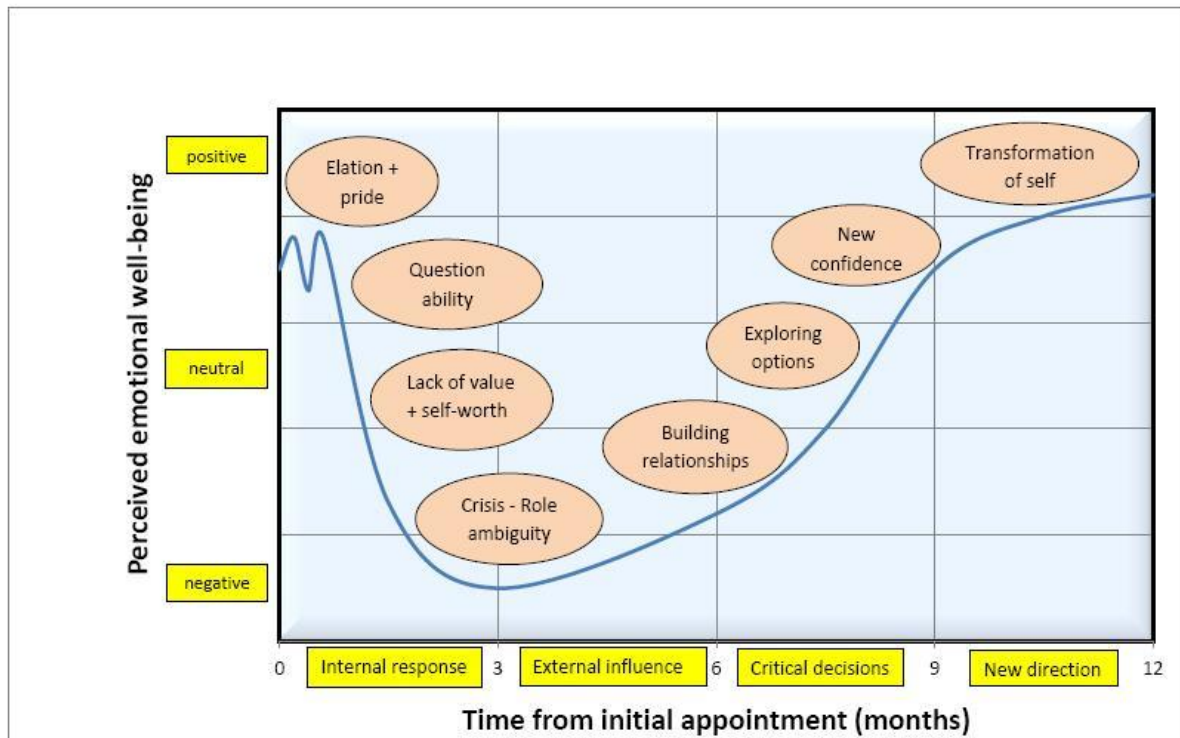 Perceived emotional well-being
positive
neutral
negative
Elation +
pride
Question
ability
Lack of value
+ self-worth
Crisis - Role
ambiguity
Building
relationships
Exploring
options
New
confidence
Transformation
of self
0 Internal response 3 External influence 6 Critical decisions 9 New direction 12
Time from initial appointment (months)